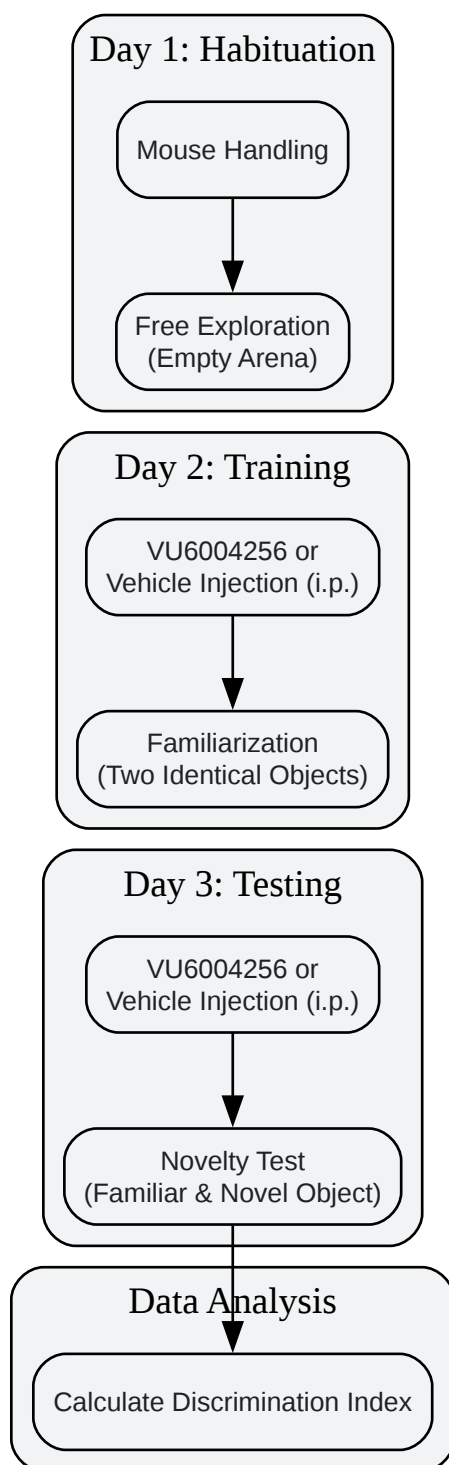 Day 1: Habituation
Mouse Handling
Free Exploration
(Empty Arena)
Day 2: Training
VU6004256 or
Vehicle Injection (i.p.)
Familiarization
(Two Identical Objects)
Day 3: Testing
VU6004256 or
Vehicle Injection (i.p.)
Novelty Test
(Familiar & Novel Object)
Data Analysis
Calculate Discrimination Index